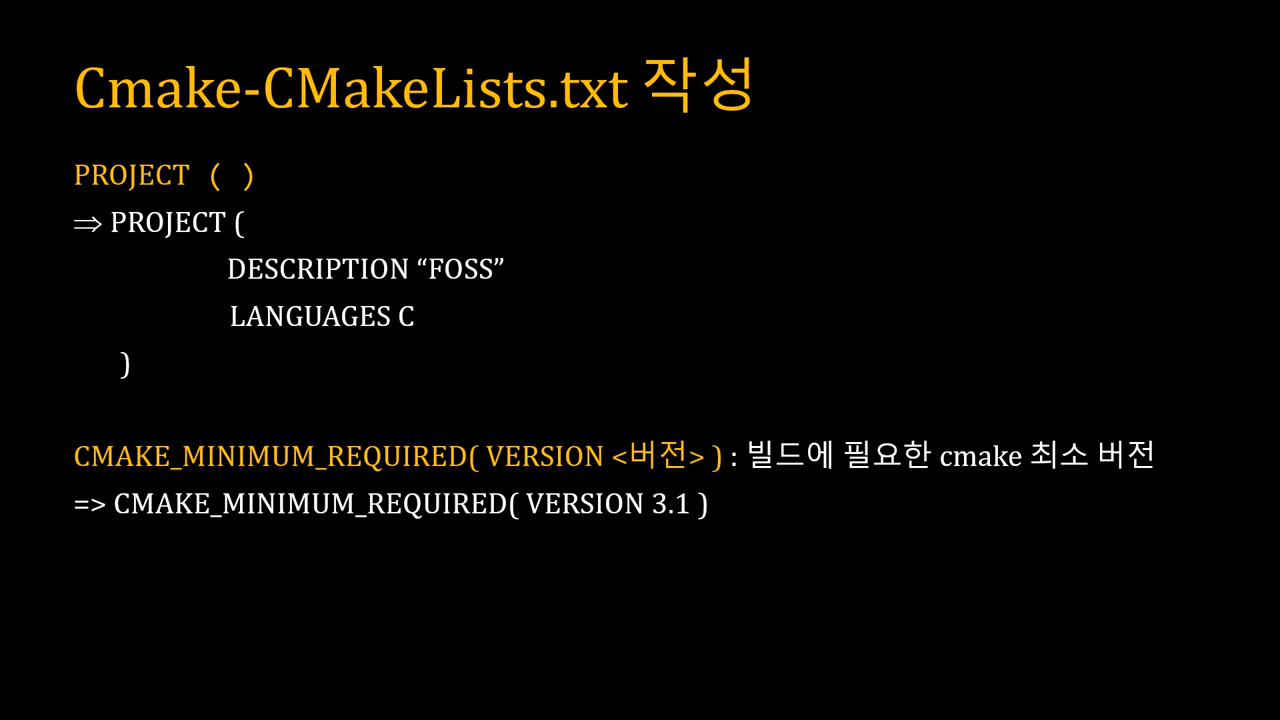 Cmake-CMakeLists.txt 작성
PROJECT ( )
⇒ PROJECT (
DESCRIPTION “FOSS”
LANGUAGES C
)
CMAKE_MINIMUM_REQUIRED( VERSION <버전> ) : 빌드에 필요한 cmake 최소 버전
=> CMAKE_MINIMUM_REQUIRED( VERSION 3.1 )